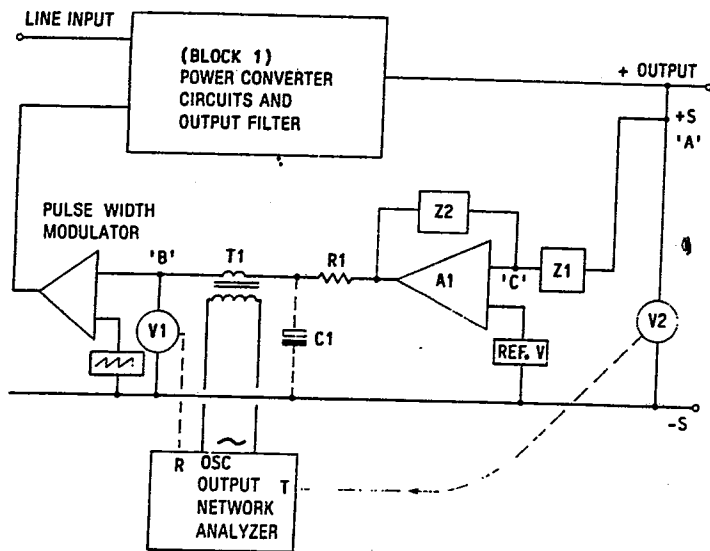 LINE INPUT
(BLOCK 1)
POWER CONVERTER
CIRCUITS AND
OUTPUT FILTER
+ OUTPUT
+S
'A'
PULSE WIDTH
MODULATOR
'B'
T1
R1
Z2
A1
'C'
Z1
V1
C1
REF. V
V2
-S
R
OSC
OUTPUT
T
NETWORK
ANALYZER